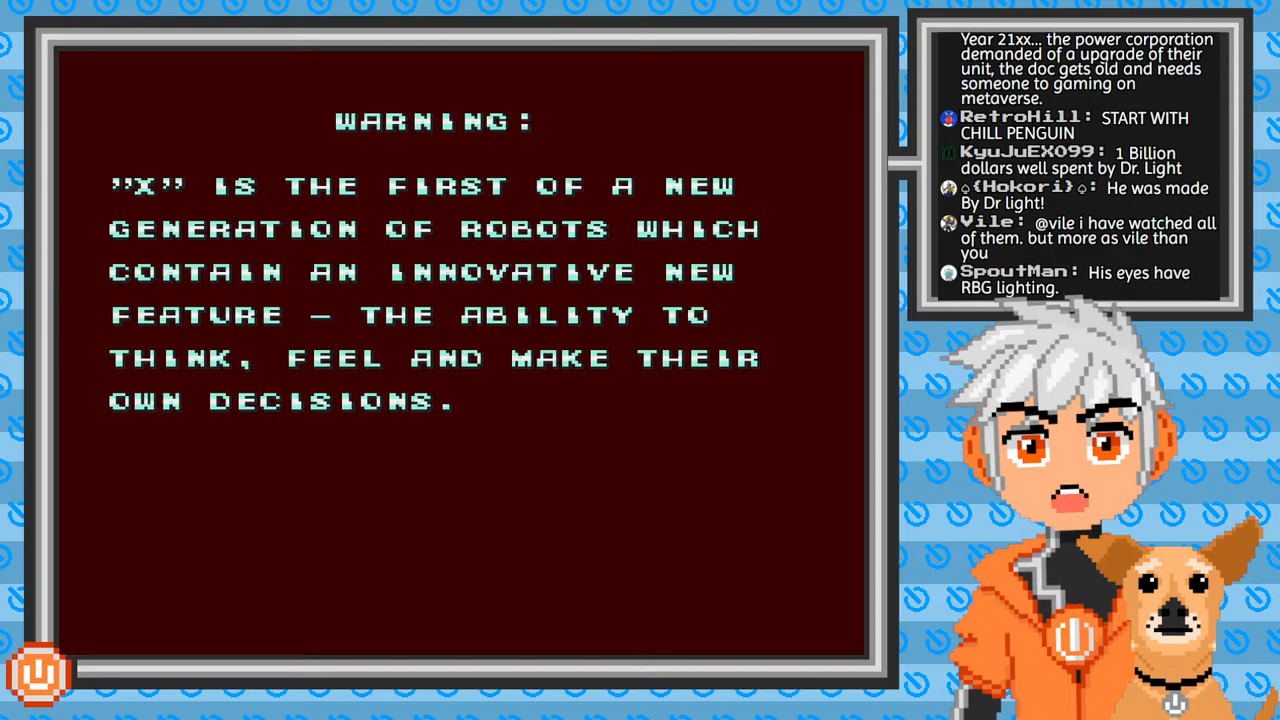 WARNING:
"X" IS THE FIRST OF A NEW
GENERATION OF ROBOTS WHICH
CONTAIN AN INNOVATIVE NEW
FEATURE – THE ABILITY TO
THINK, FEEL AND MAKE THEIR
OWN DECISIONS.
Year 21xx... the power corporation
demanded of a upgrade of their
unit, the doc gets old and needs
someone to gaming on
metaverse.
RetroHill: START WITH
CHILL PENGUIN
KyuJuEX099: 1 Billion
dollars well spent by Dr. Light
♤{Hokori}♤: He was made
By Dr light!
Vile: @vile i have watched all
of them. but more as vile than
you
SpoutMan: His eyes have
RBG lighting.